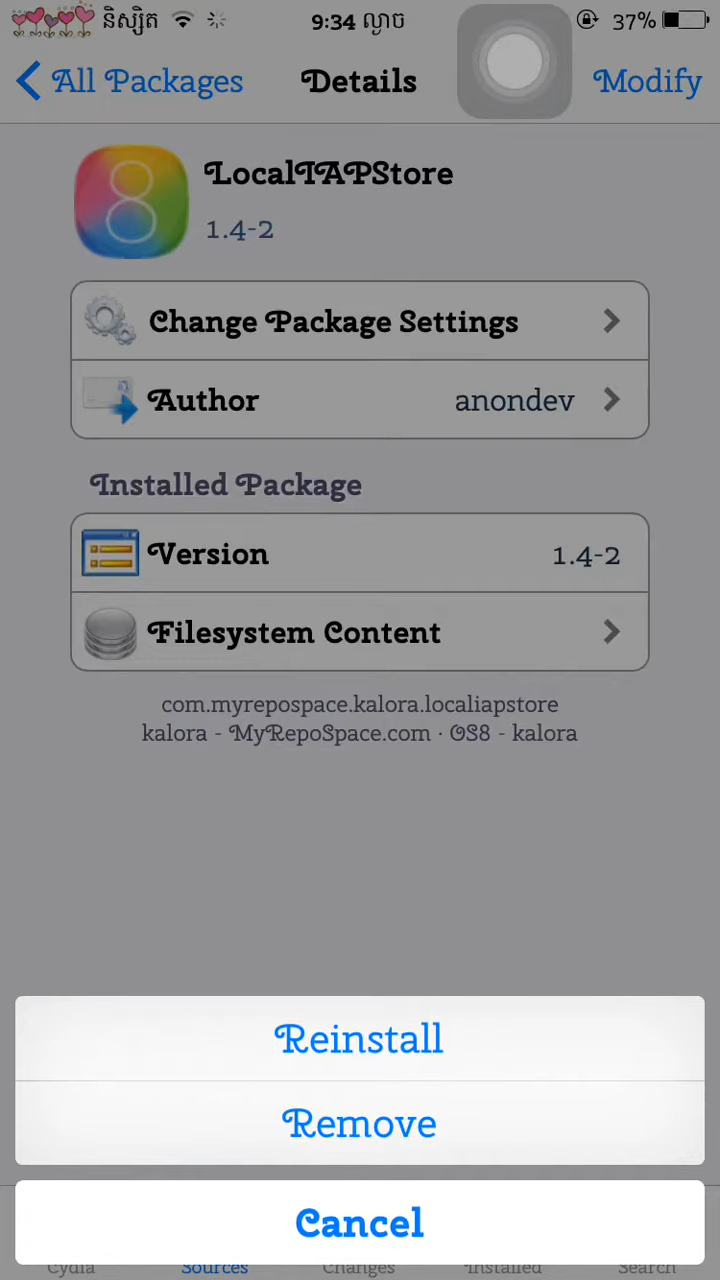 និស្សិត 9:34 ល្ងាច 37%
All Packages Details Modify
LocalIAPStore
1.4-2
Change Package Settings
Author anondev
Installed Package
Version 1.4-2
Filesystem Content
com.myrepospace.kalora.localiapstore
kalora - MyRepoSpace.com · OS8 - kalora
Reinstall
Remove
Cancel
Cydia Sources Changes Installed Search